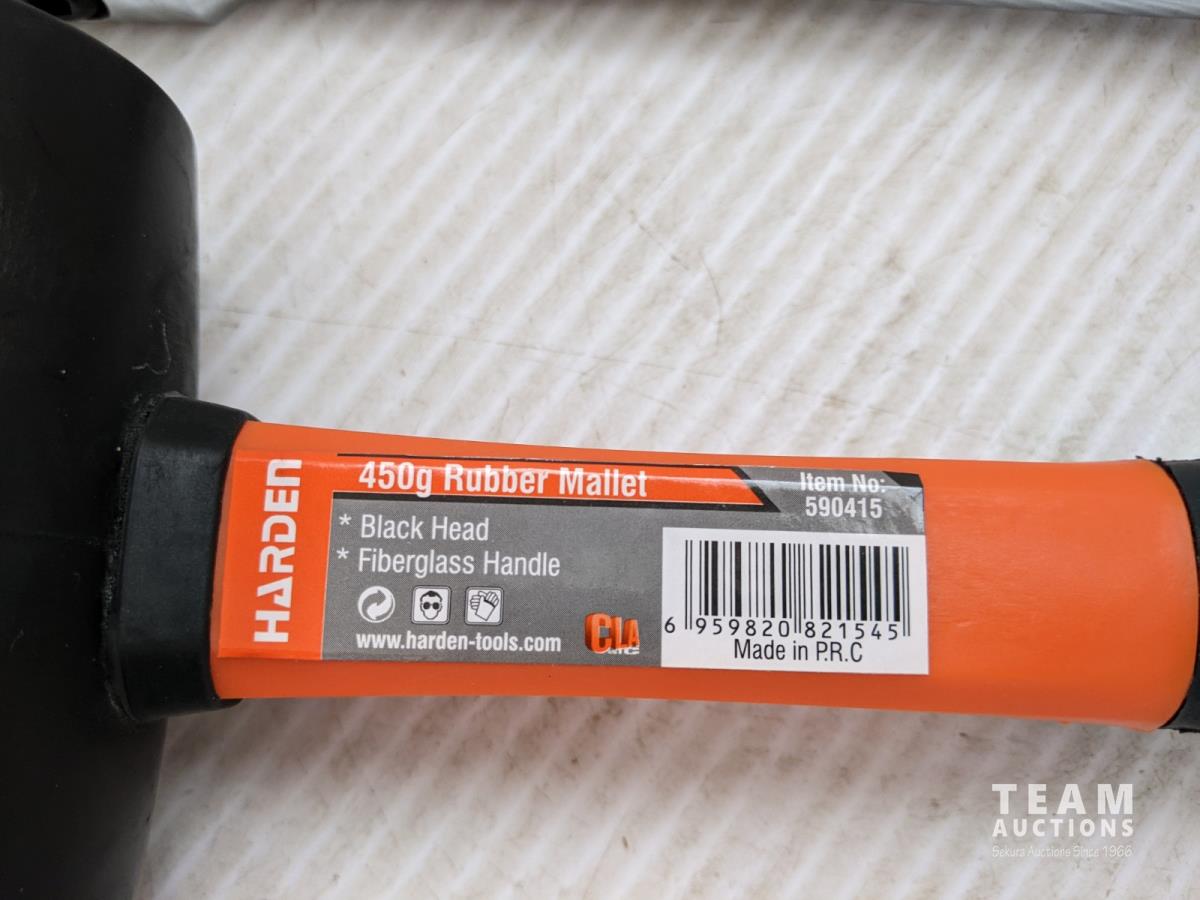 HARDEN
450g Rubber Mallet
Item No:
590415
* Black Head
* Fiberglass Handle
www.harden-tools.com
CLA
6 959820 821545
Made in P.R.C
TEAM
AUCTIONS
Sekura Auctions Since 1966